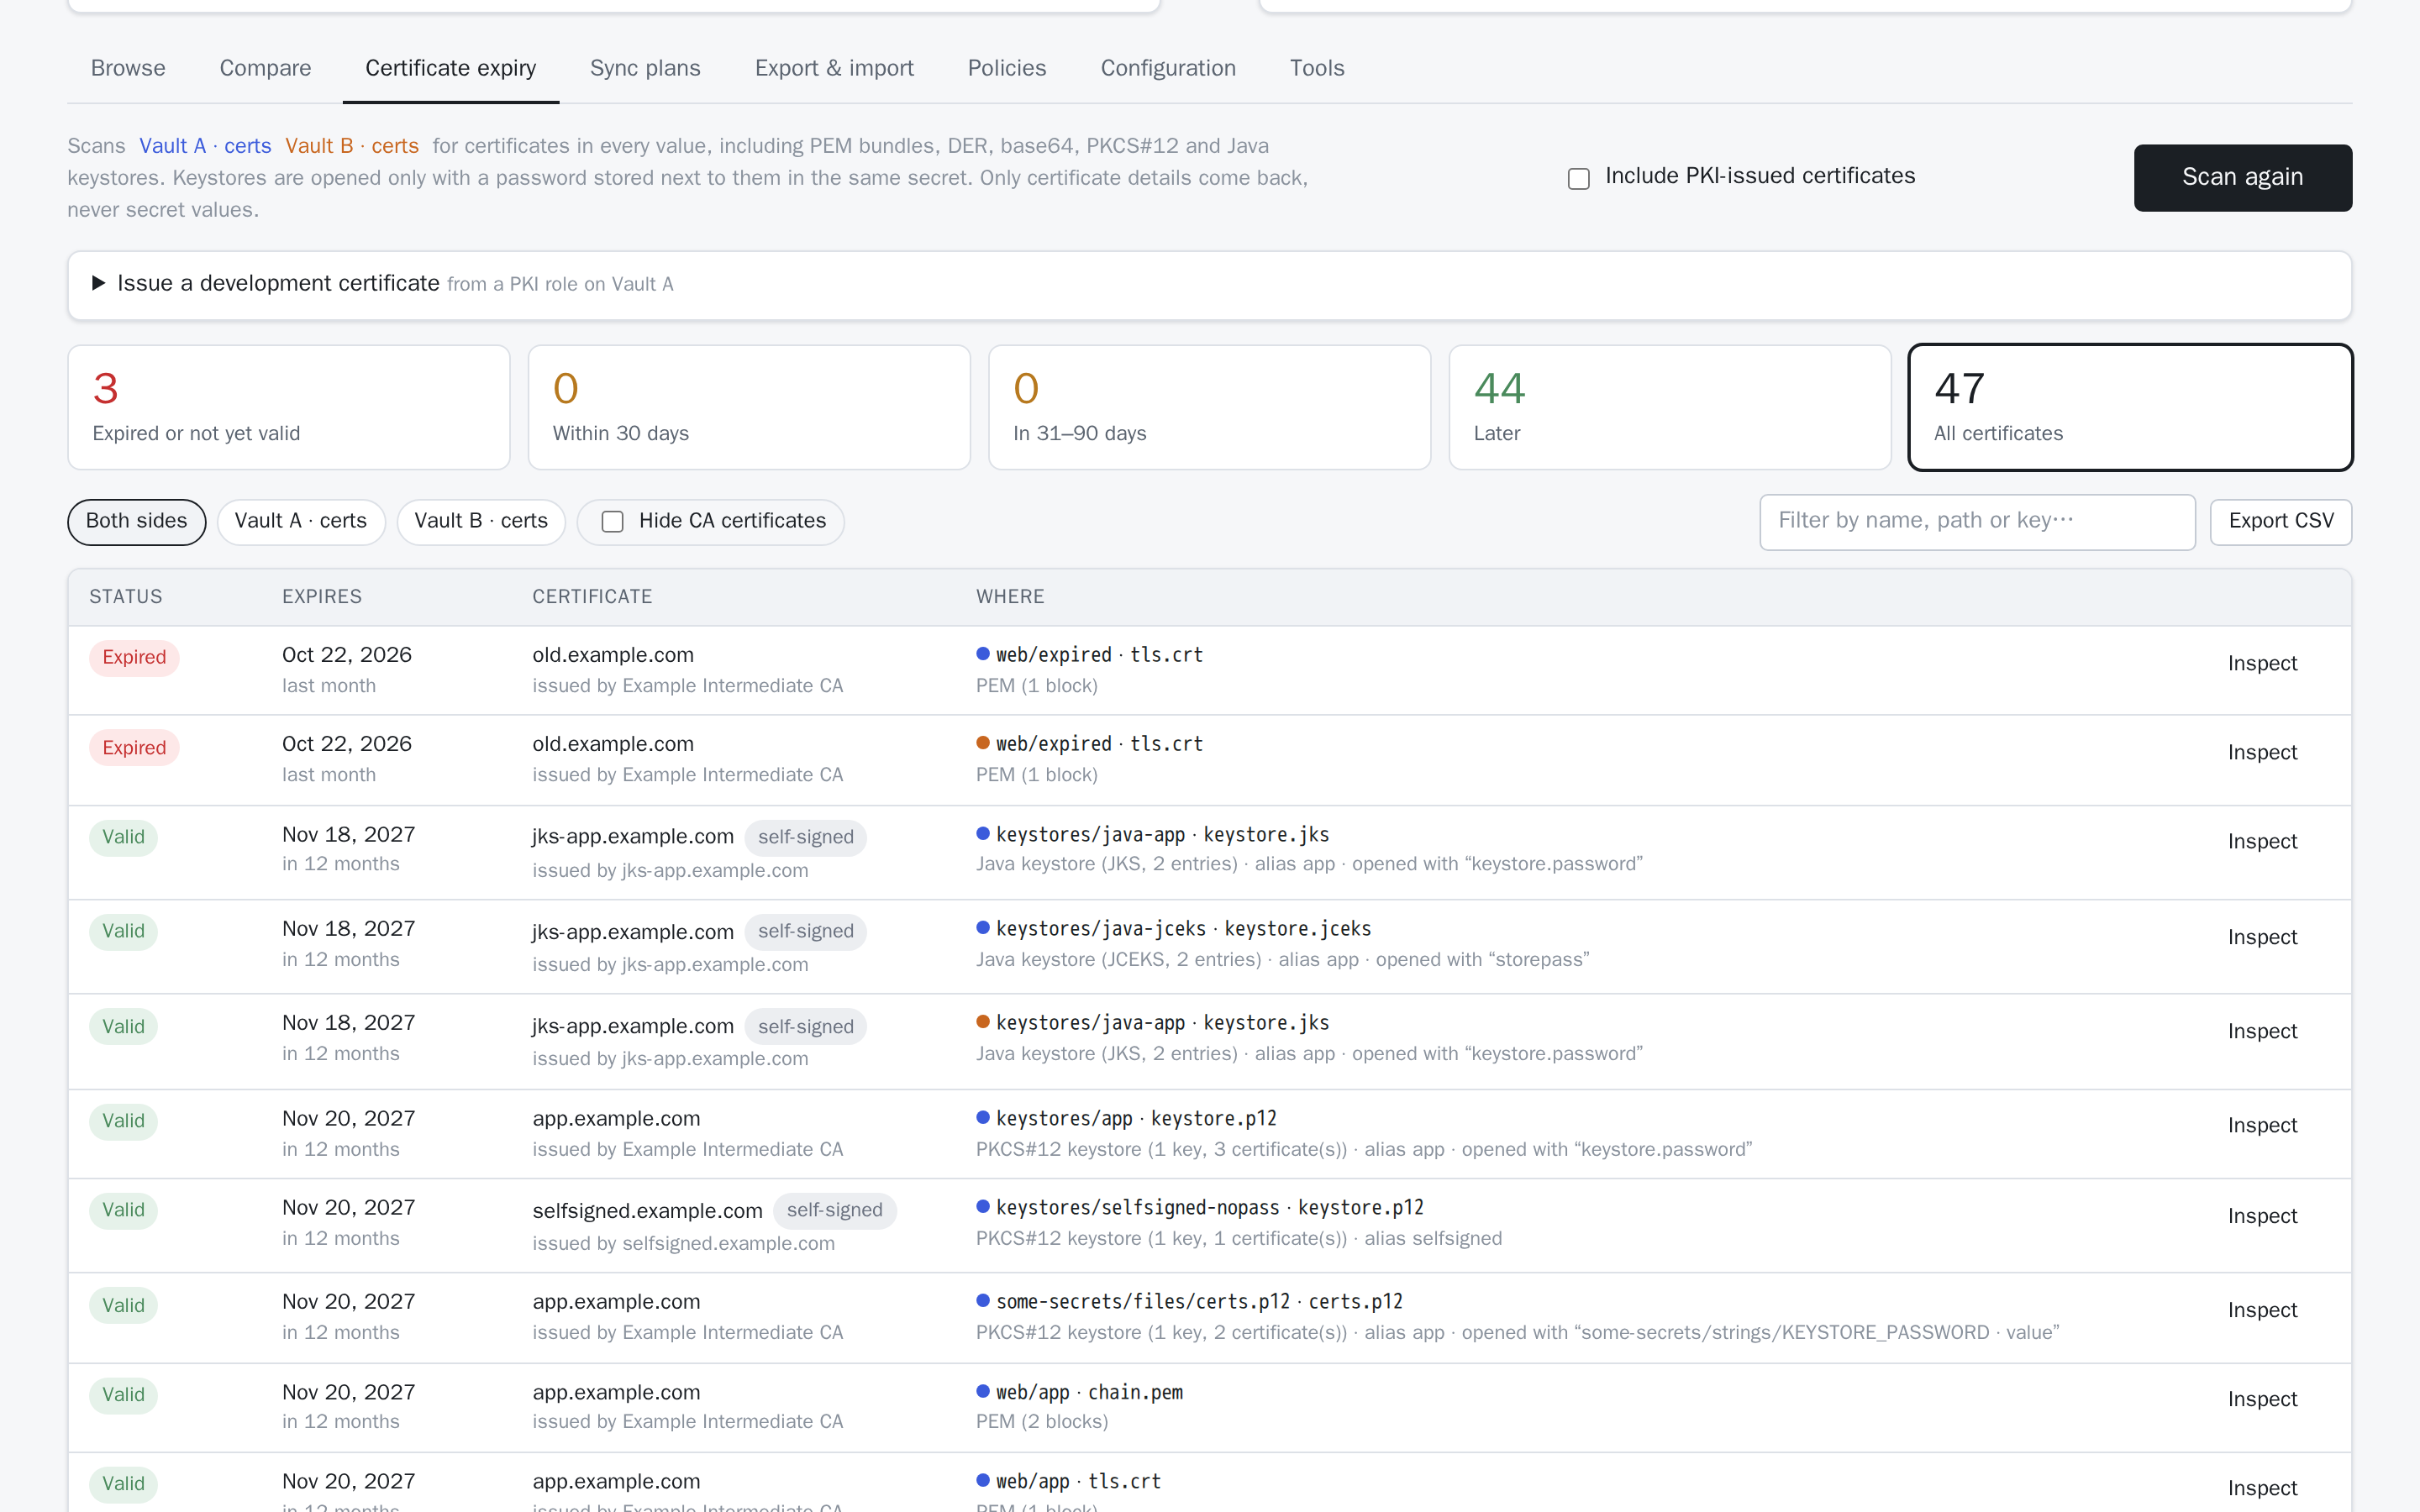 Browse Compare Certificate expiry Sync plans Export & import Policies Configuration Tools
Scans Vault A · certs Vault B · certs for certificates in every value, including PEM bundles, DER, base64, PKCS#12 and Java
keystores. Keystores are opened only with a password stored next to them in the same secret. Only certificate details come back,
never secret values.
Include PKI-issued certificates
Scan again
▶ Issue a development certificate from a PKI role on Vault A
3
Expired or not yet valid
0
Within 30 days
0
In 31–90 days
44
Later
47
All certificates
Both sides Vault A · certs Vault B · certs Hide CA certificates Filter by name, path or key··· Export CSV
STATUS EXPIRES CERTIFICATE WHERE
Expired Oct 22, 2026 old.example.com web/expired · tls.crt Inspect
last month issued by Example Intermediate CA PEM (1 block)
Expired Oct 22, 2026 old.example.com web/expired · tls.crt Inspect
last month issued by Example Intermediate CA PEM (1 block)
Valid Nov 18, 2027 jks-app.example.com self-signed keystores/java-app · keystore.jks Inspect
in 12 months issued by jks-app.example.com Java keystore (JKS, 2 entries) · alias app · opened with “keystore.password”
Valid Nov 18, 2027 jks-app.example.com self-signed keystores/java-jceks · keystore.jceks Inspect
in 12 months issued by jks-app.example.com Java keystore (JCEKS, 2 entries) · alias app · opened with “storepass”
Valid Nov 18, 2027 jks-app.example.com self-signed keystores/java-app · keystore.jks Inspect
in 12 months issued by jks-app.example.com Java keystore (JKS, 2 entries) · alias app · opened with “keystore.password”
Valid Nov 20, 2027 app.example.com keystores/app · keystore.p12 Inspect
in 12 months issued by Example Intermediate CA PKCS#12 keystore (1 key, 3 certificate(s)) · alias app · opened with “keystore.password”
Valid Nov 20, 2027 selfsigned.example.com self-signed keystores/selfsigned-nopass · keystore.p12 Inspect
in 12 months issued by selfsigned.example.com PKCS#12 keystore (1 key, 1 certificate(s)) · alias selfsigned
Valid Nov 20, 2027 app.example.com some-secrets/files/certs.p12 · certs.p12 Inspect
in 12 months issued by Example Intermediate CA PKCS#12 keystore (1 key, 2 certificate(s)) · alias app · opened with “some-secrets/strings/KEYSTORE_PASSWORD · value”
Valid Nov 20, 2027 app.example.com web/app · chain.pem Inspect
in 12 months issued by Example Intermediate CA PEM (2 blocks)
Valid Nov 20, 2027 app.example.com web/app · tls.crt Inspect
in 12 months issued by Example Intermediate CA PEM (1 block)